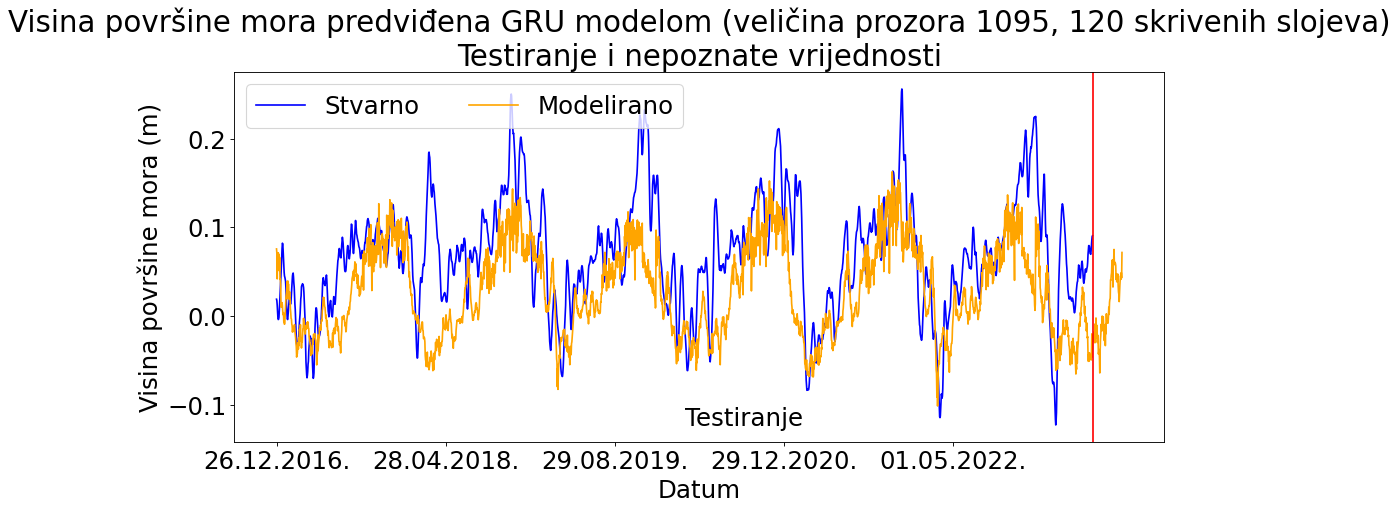 Visina površine mora predviđena GRU modelom (veličina prozora 1095, 120 skrivenih slojeva)
Testiranje i nepoznate vrijednosti
Stvarno Modelirano
Visina površine mora (m)
0.2
0.1
0.0
−0.1
Testiranje
26.12.2016. 28.04.2018. 29.08.2019. 29.12.2020. 01.05.2022.
Datum